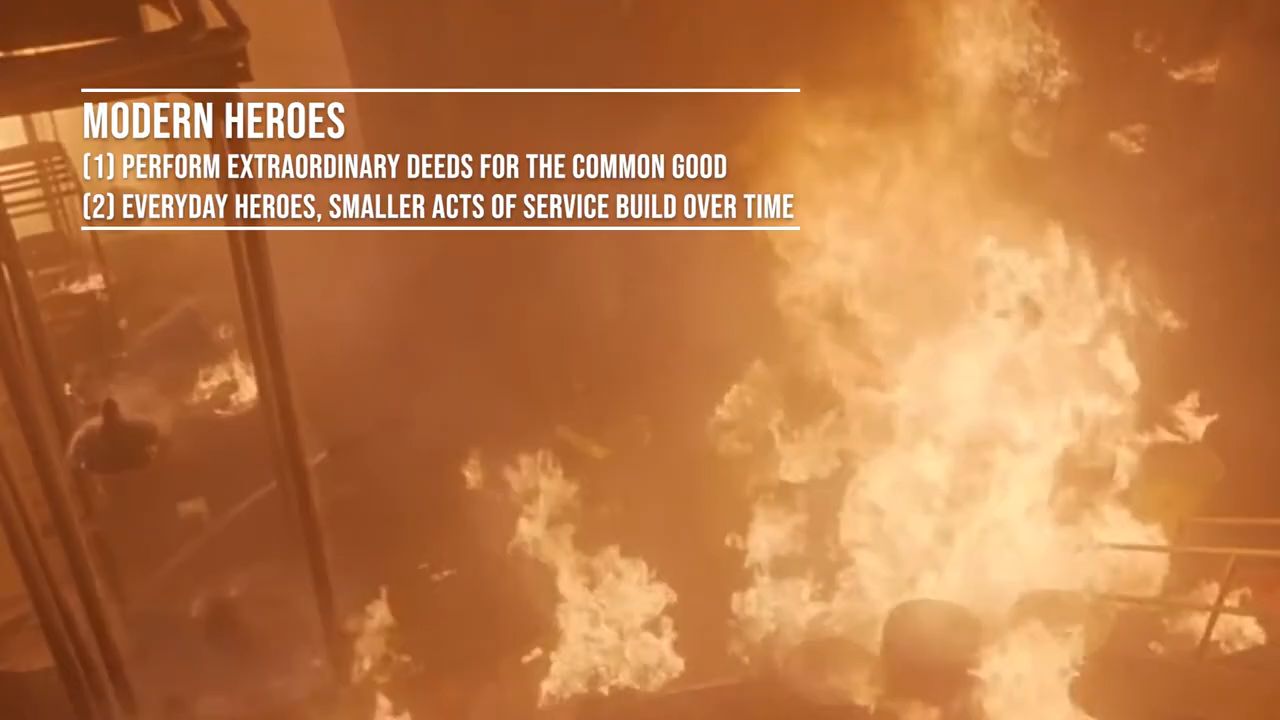 MODERN HEROES
(1) PERFORM EXTRAORDINARY DEEDS FOR THE COMMON GOOD
(2) EVERYDAY HEROES, SMALLER ACTS OF SERVICE BUILD OVER TIME